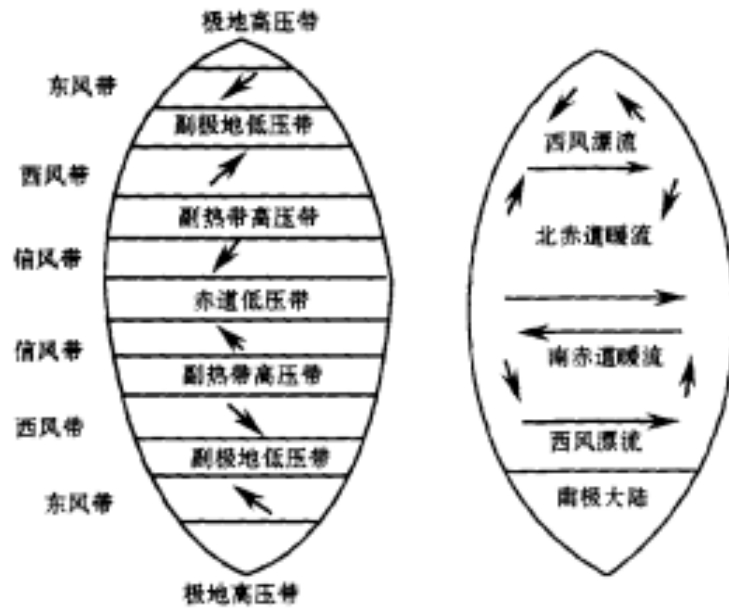 极地高压带
东风带
副极地低压带
西风带
副热带高压带
信风带
赤道低压带
信风带
副热带高压带
西风带
副极地低压带
东风带
极地高压带
西风漂流
北赤道暖流
南赤道暖流
西风漂流
南极大陆